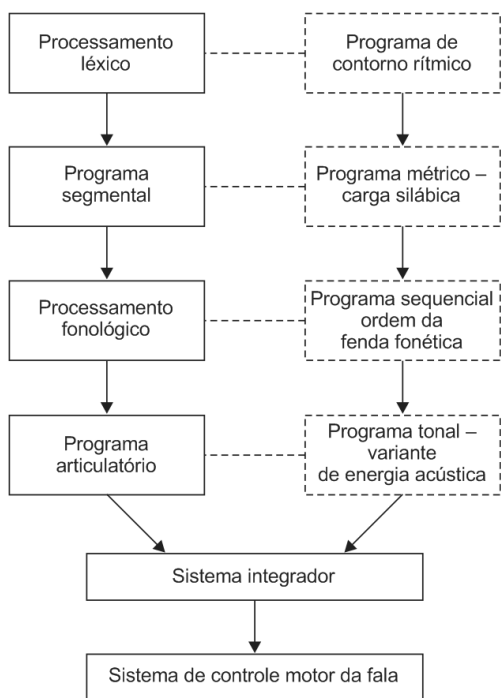 Processamento
léxico
Programa de
contorno rítmico
Programa
segmental
Programa métrico –
carga silábica
Processamento
fonológico
Programa sequencial
ordem da
fenda fonética
Programa
articulatório
Programa tonal –
variante
de energia acústica
Sistema integrador
Sistema de controle motor da fala